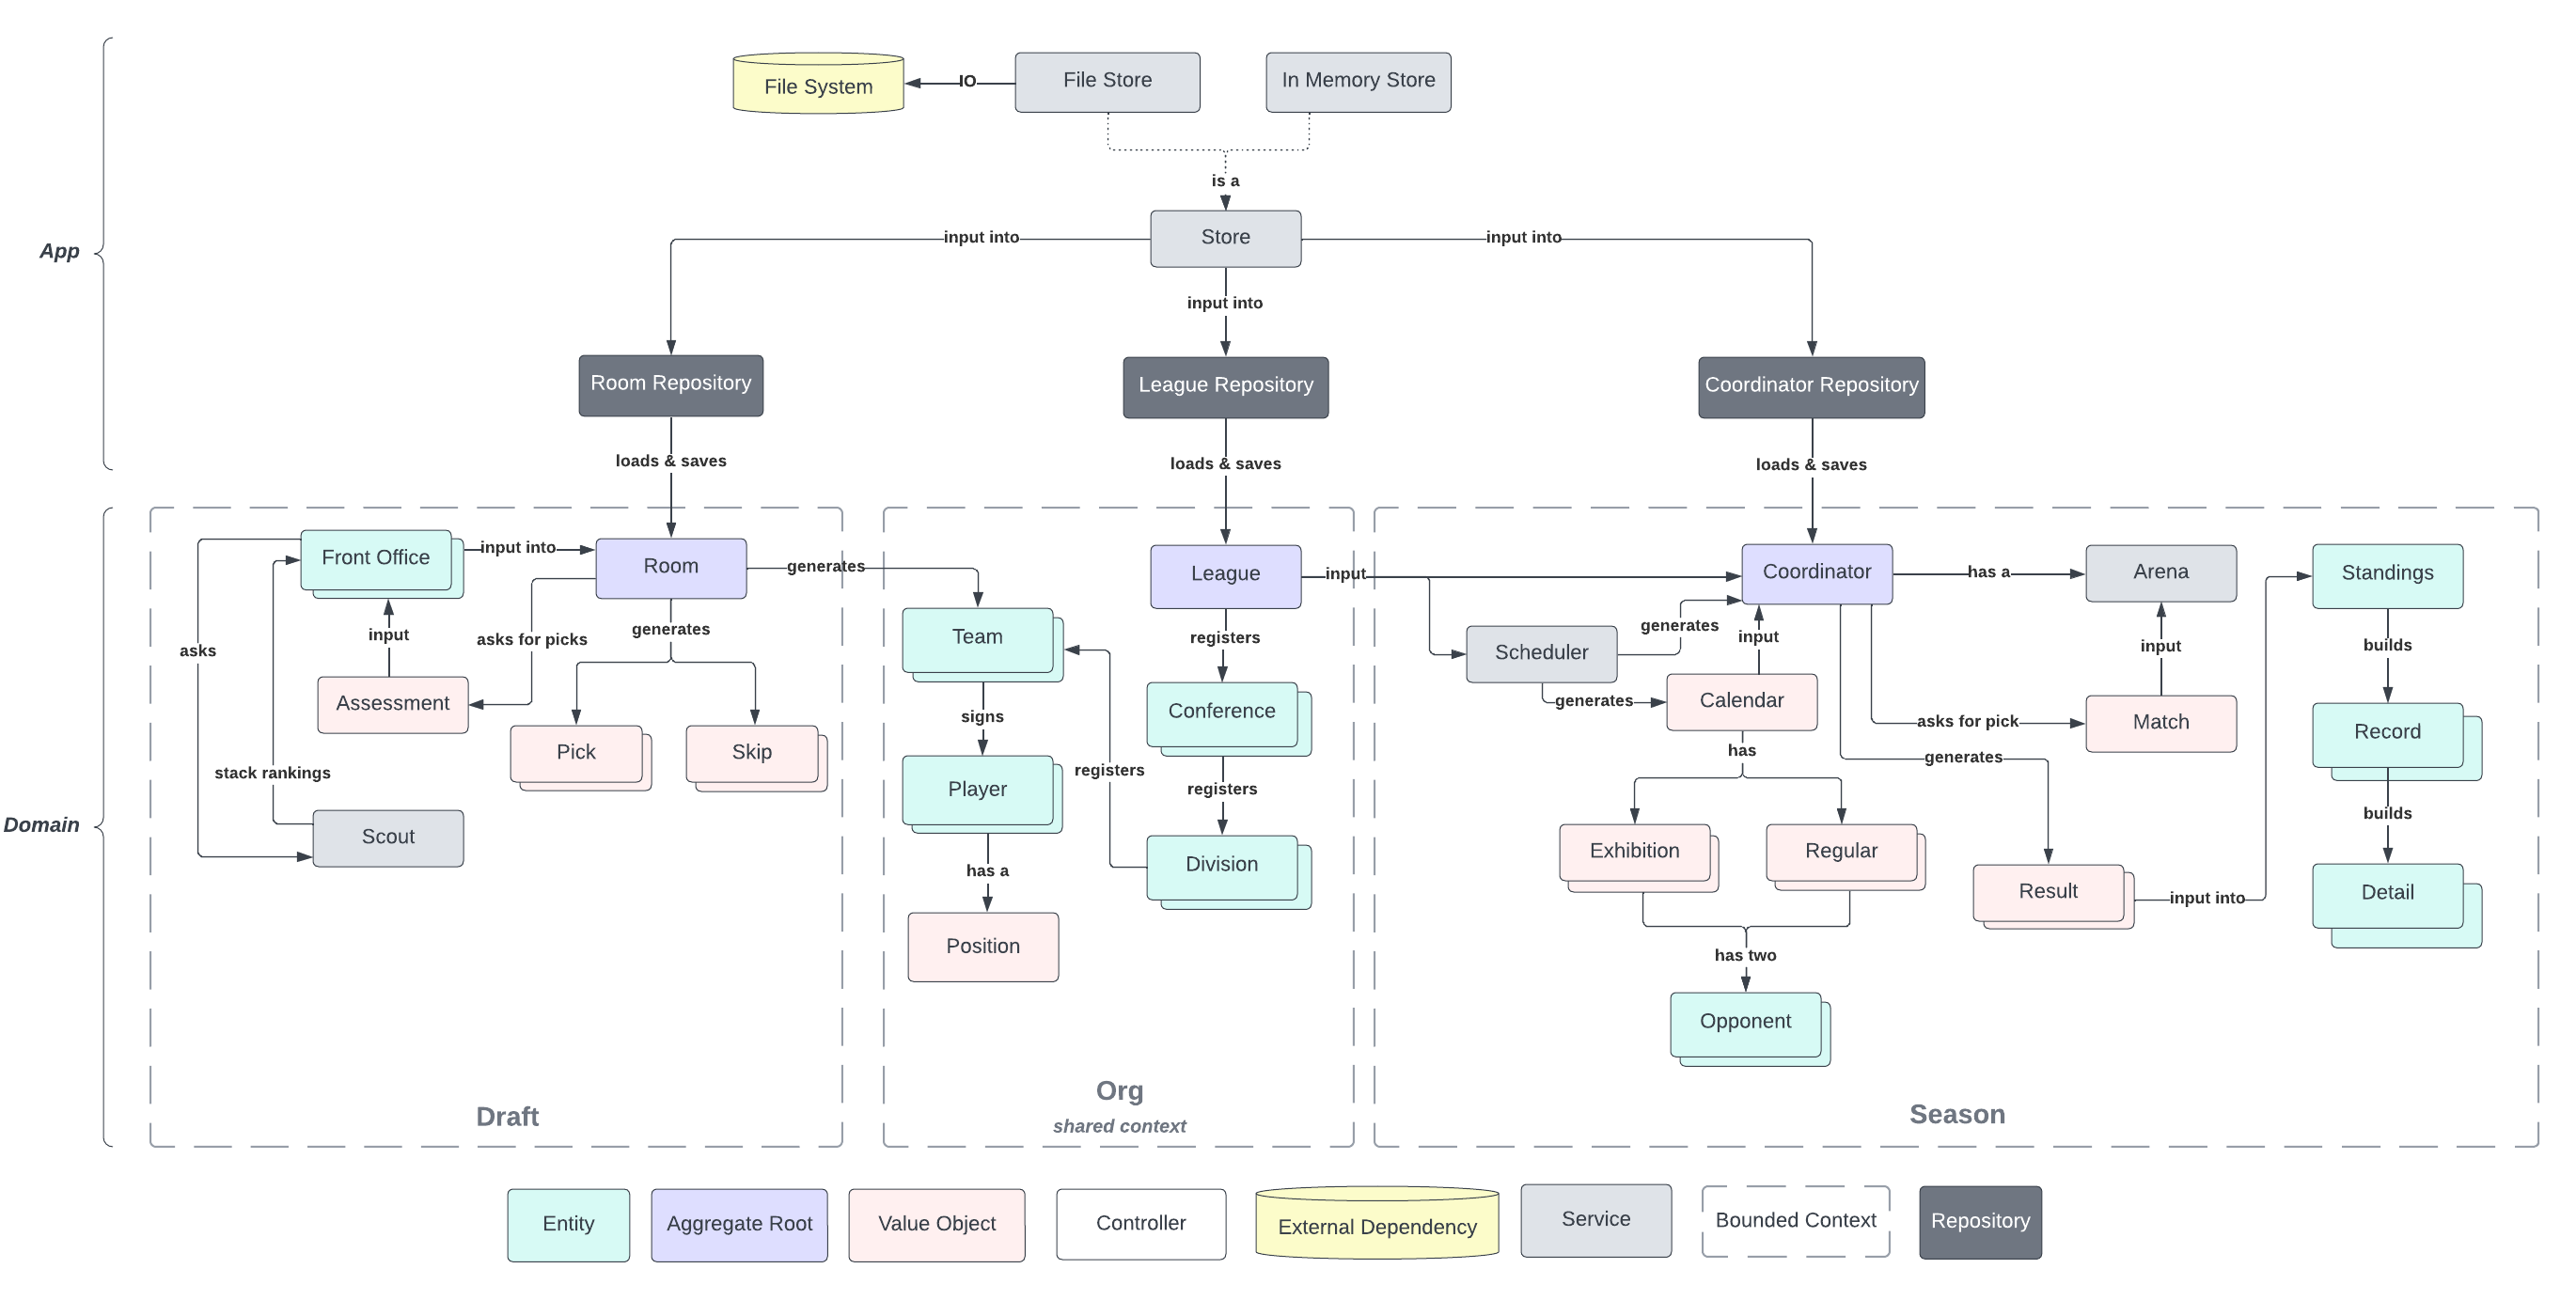 File System
IO
File Store
In Memory Store
is a
App
input into
Store
input into
input into
Room Repository
League Repository
Coordinator Repository
loads & saves
loads & saves
loads & saves
Front Office
input into
Room
generates
League
input
Coordinator
has a
Arena
Standings
asks
input
asks for picks
generates
Team
registers
Scheduler
generates
input
input
builds
Assessment
signs
Conference
generates
Calendar
asks for pick
Match
Record
Pick
Skip
has
generates
stack rankings
Player
registers
registers
builds
Domain
Scout
has a
Division
Exhibition
Regular
Result
input into
Detail
Position
has two
Opponent
Draft
Org
shared context
Season
Entity
Aggregate Root
Value Object
Controller
External Dependency
Service
Bounded Context
Repository